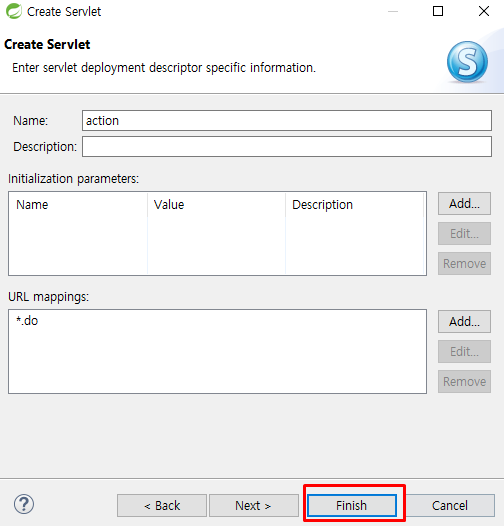 Create Servlet
Create Servlet
Enter servlet deployment descriptor specific information.
S
Name: action
Description:
Initialization parameters:
Name Value Description
Add...
Edit...
Remove
URL mappings:
*.do
Add...
Edit...
Remove
? < Back Next > Finish Cancel